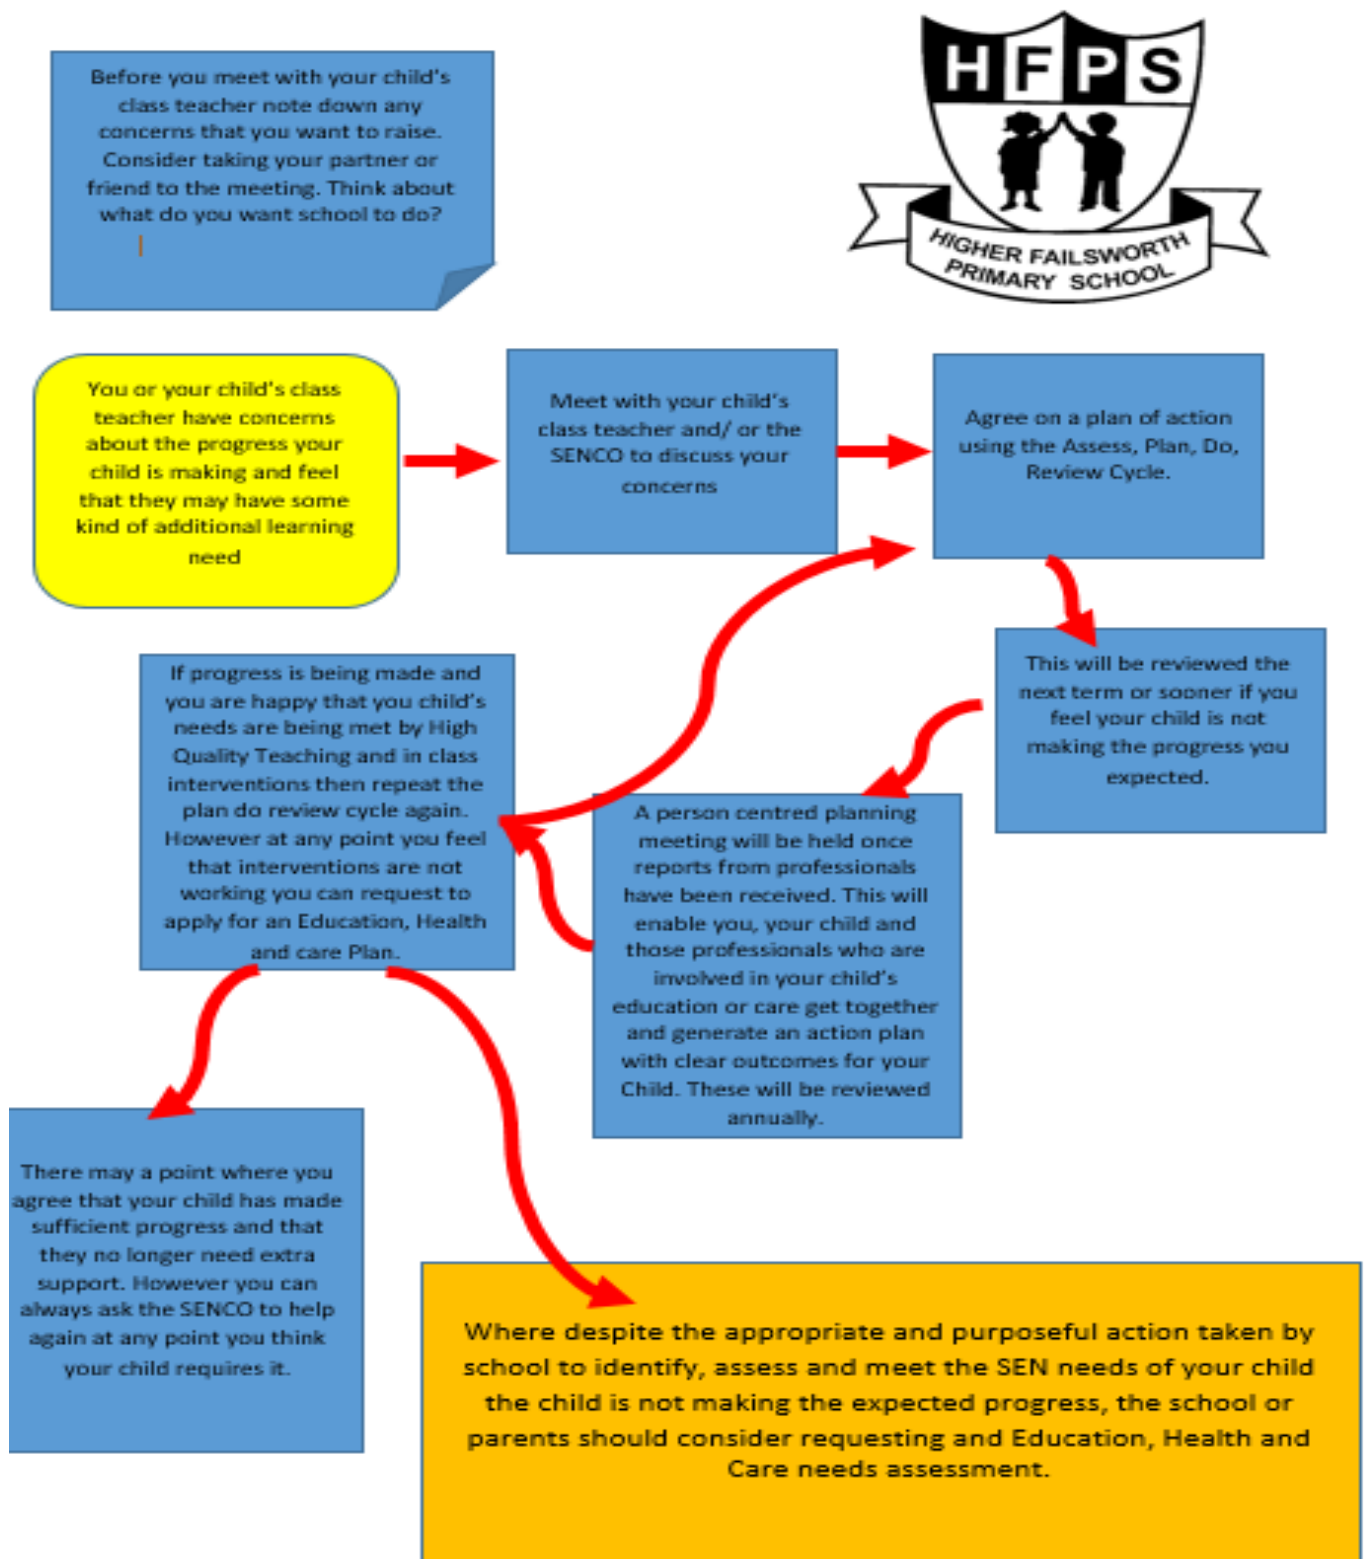 Before you meet with your child's
class teacher note down any
concerns that you want to raise.
Consider taking your partner or
friend to the meeting. Think about
what do you want school to do?
HFPS
HIGHER FAILSWORTH
PRIMARY SCHOOL
You or your child's class
teacher have concerns
about the progress your
child is making and feel
that they may have some
kind of additional learning
need
Meet with your child's
class teacher and/ or the
SENCO to discuss your
concerns
Agree on a plan of action
using the Assess, Plan, Do,
Review Cycle.
This will be reviewed the
next term or sooner if you
feel your child is not
making the progress you
expected.
A person centred planning
meeting will be held once
reports from professionals
have been received. This will
enable you, your child and
those professionals who are
involved in your child's
education or care get together
and generate an action plan
with clear outcomes for your
Child. These will be reviewed
annually.
If progress is being made and
you are happy that you child's
needs are being met by High
Quality Teaching and in class
interventions then repeat the
plan do review cycle again.
However at any point you feel
that interventions are not
working you can request to
apply for an Education, Health
and care Plan.
There may a point where you
agree that your child has made
sufficient progress and that
they no longer need extra
support. However you can
always ask the SENCO to help
again at any point you think
your child requires it.
Where despite the appropriate and purposeful action taken by
school to identify, assess and meet the SEN needs of your child
the child is not making the expected progress, the school or
parents should consider requesting and Education, Health and
Care needs assessment.